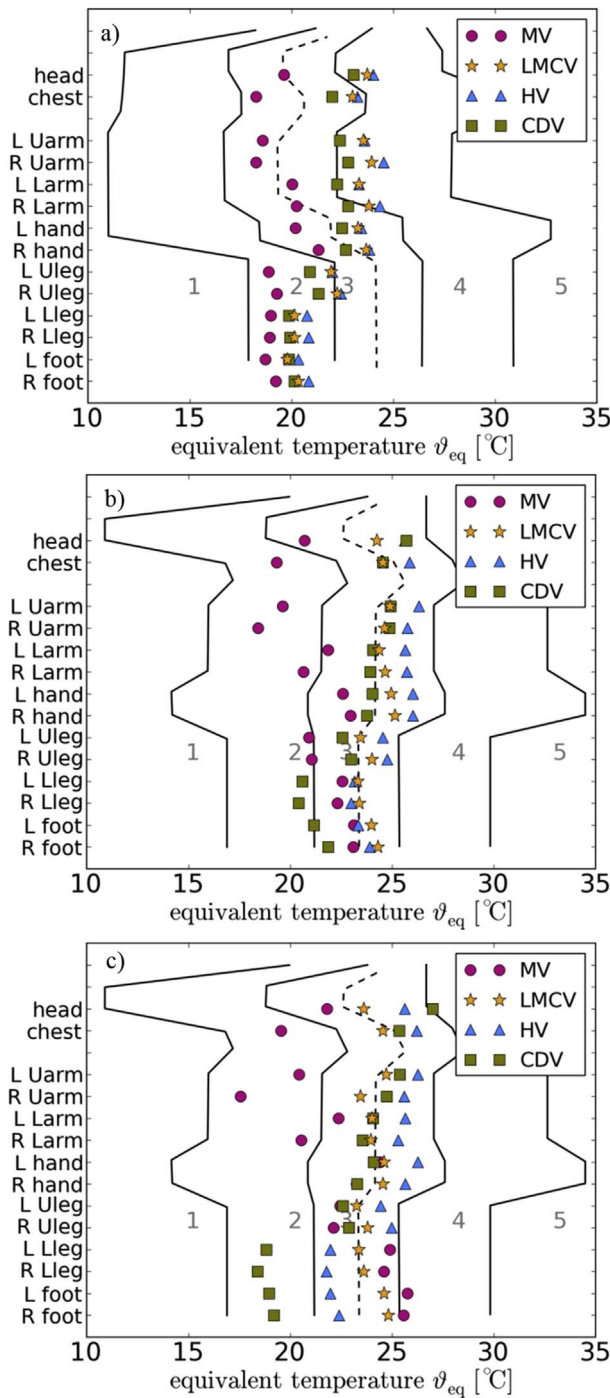 a)
MV
LMCV
HV
CDV
head
chest
L Uarm
R Uarm
L Larm
R Larm
L hand
R hand
L Uleg
R Uleg
L Lleg
R Lleg
L foot
R foot
1 2 3 4 5
10 15 20 25 30 35
equivalent temperature ϑeq [°C]
b)
MV
LMCV
HV
CDV
head
chest
L Uarm
R Uarm
L Larm
R Larm
L hand
R hand
L Uleg
R Uleg
L Lleg
R Lleg
L foot
R foot
1 2 3 4 5
10 15 20 25 30 35
equivalent temperature ϑeq [°C]
c)
MV
LMCV
HV
CDV
head
chest
L Uarm
R Uarm
L Larm
R Larm
L hand
R hand
L Uleg
R Uleg
L Lleg
R Lleg
L foot
R foot
1 2 3 4 5
10 15 20 25 30 35
equivalent temperature ϑeq [°C]